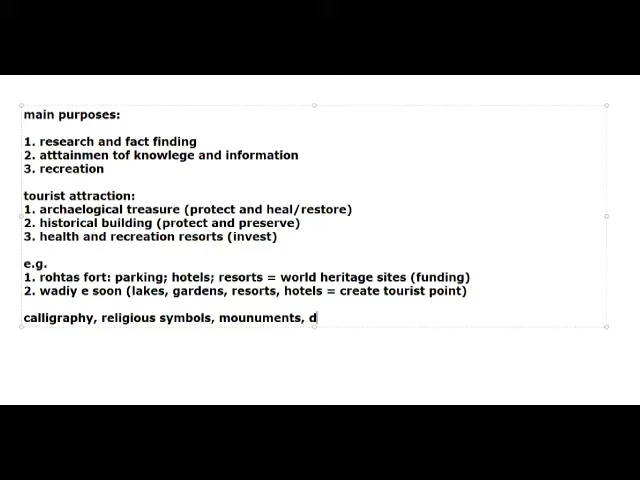 main purposes:
1. research and fact finding
2. atttainmen tof knowlege and information
3. recreation
tourist attraction:
1. archaelogical treasure (protect and heal/restore)
2. historical building (protect and preserve)
3. health and recreation resorts (invest)
e.g.
1. rohtas fort: parking; hotels; resorts = world heritage sites (funding)
2. wadiy e soon (lakes, gardens, resorts, hotels = create tourist point)
calligraphy, religious symbols, mounuments, d